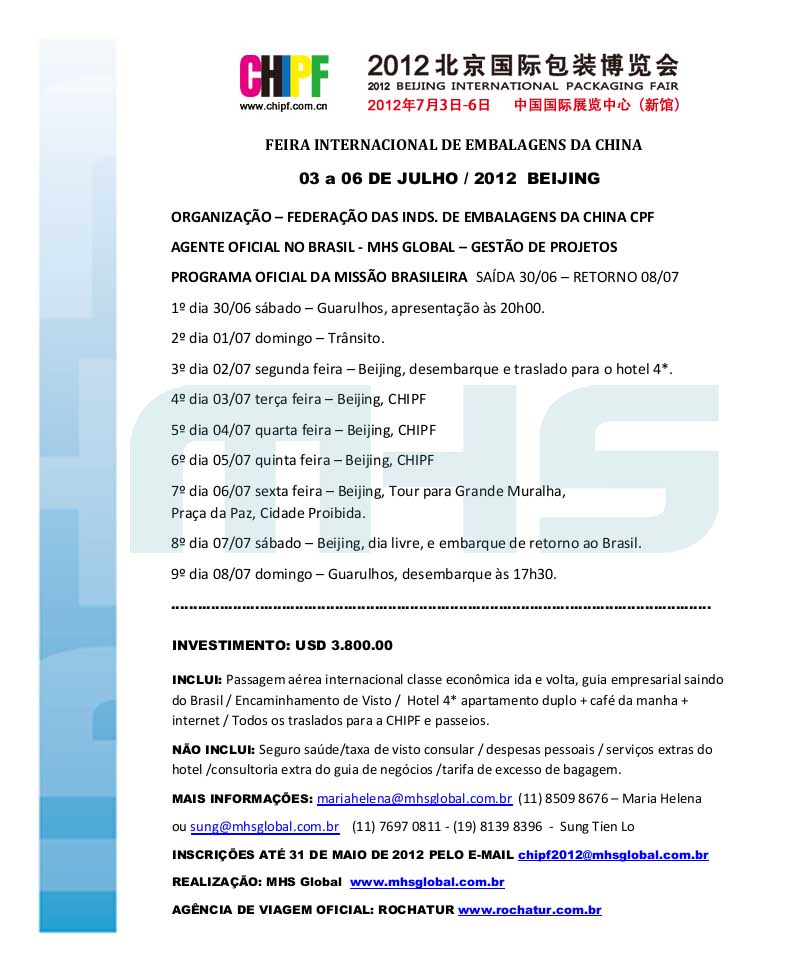 CHIPF
www.chipf.com.cn
2012北京国际包装博览会
2012 BEIJING INTERNATIONAL PACKAGING FAIR
2012年7月3日-6日 中国国际展览中心（新馆）
FEIRA INTERNACIONAL DE EMBALAGENS DA CHINA
03 a 06 DE JULHO / 2012 BEIJING
ORGANIZAÇÃO – FEDERAÇÃO DAS INDS. DE EMBALAGENS DA CHINA CPF
AGENTE OFICIAL NO BRASIL - MHS GLOBAL – GESTÃO DE PROJETOS
PROGRAMA OFICIAL DA MISSÃO BRASILEIRA SAÍDA 30/06 – RETORNO 08/07
1º dia 30/06 sábado – Guarulhos, apresentação às 20h00.
2º dia 01/07 domingo – Trânsito.
3º dia 02/07 segunda feira – Beijing, desembarque e traslado para o hotel 4*.
4º dia 03/07 terça feira – Beijing, CHIPF
5º dia 04/07 quarta feira – Beijing, CHIPF
6º dia 05/07 quinta feira – Beijing, CHIPF
7º dia 06/07 sexta feira – Beijing, Tour para Grande Muralha,
Praça da Paz, Cidade Proibida.
8º dia 07/07 sábado – Beijing, dia livre, e embarque de retorno ao Brasil.
9º dia 08/07 domingo – Guarulhos, desembarque às 17h30.
MHS
INVESTIMENTO: USD 3.800.00
INCLUI: Passagem aérea internacional classe econômica ida e volta, guia empresarial saindo
do Brasil / Encaminhamento de Visto / Hotel 4* apartamento duplo + café da manha +
internet / Todos os traslados para a CHIPF e passeios.
NÃO INCLUI: Seguro saúde/taxa de visto consular / despesas pessoais / serviços extras do
hotel /consultoria extra do guia de negócios /tarifa de excesso de bagagem.
MAIS INFORMAÇÕES: mariahelena@mhsglobal.com.br (11) 8509 8676 – Maria Helena
ou sung@mhsglobal.com.br (11) 7697 0811 - (19) 8139 8396 - Sung Tien Lo
INSCRIÇÕES ATÉ 31 DE MAIO DE 2012 PELO E-MAIL chipf2012@mhsglobal.com.br
REALIZAÇÃO: MHS Global www.mhsglobal.com.br
AGÊNCIA DE VIAGEM OFICIAL: ROCHATUR www.rochatur.com.br